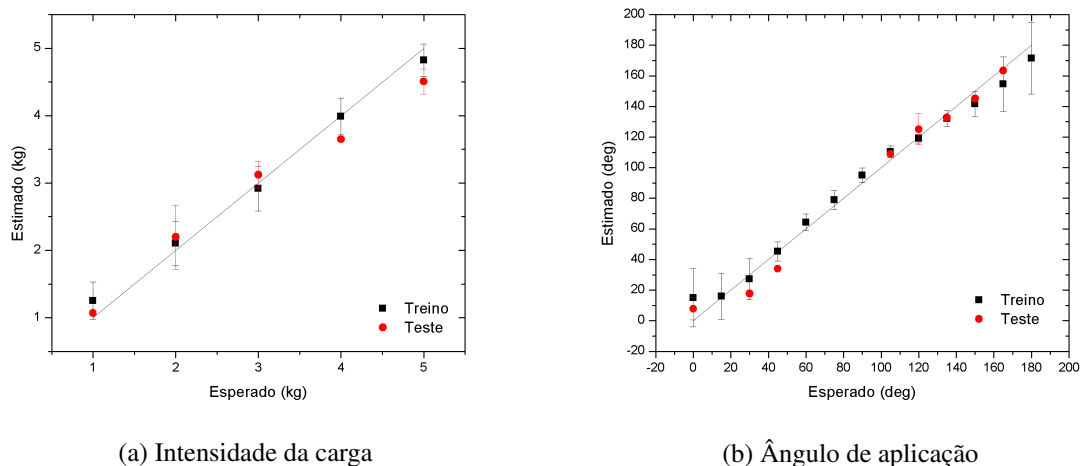 5
4
3
2
1
Estimado (kg)
Treino
Teste
1 2 3 4 5
Esperado (kg)
(a) Intensidade da carga
200
180
160
140
120
100
80
60
40
20
0
-20
Estimado (deg)
Treino
Teste
-20 0 20 40 60 80 100 120 140 160 180 200
Esperado (deg)
(b) Ângulo de aplicação